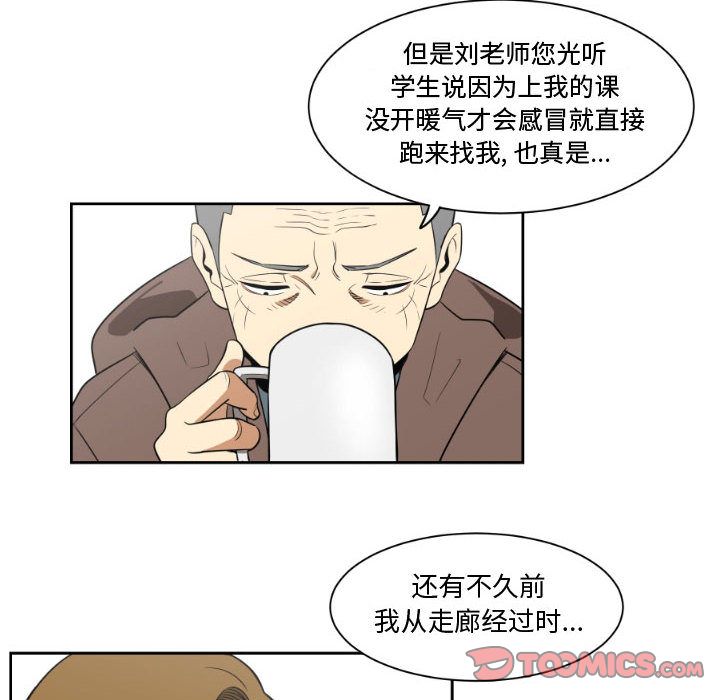 但是刘老师您光听
学生说因为上我的课
没开暖气才会感冒就直接
跑来找我, 也真是...
还有不久前
我从走廊经过时...
TOOMICS.COM